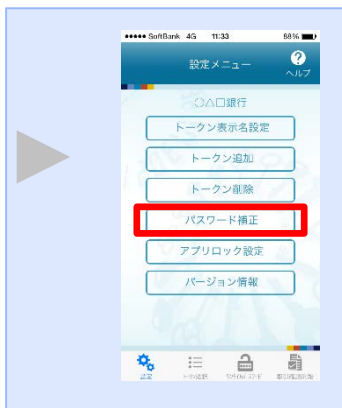 ●●●●● SoftBank 4G 11:33 88%
設定メニュー
ヘルプ
○△□銀行
トークン表示名設定
トークン追加
トークン削除
パスワード補正
アプリロック設定
バージョン情報
設定